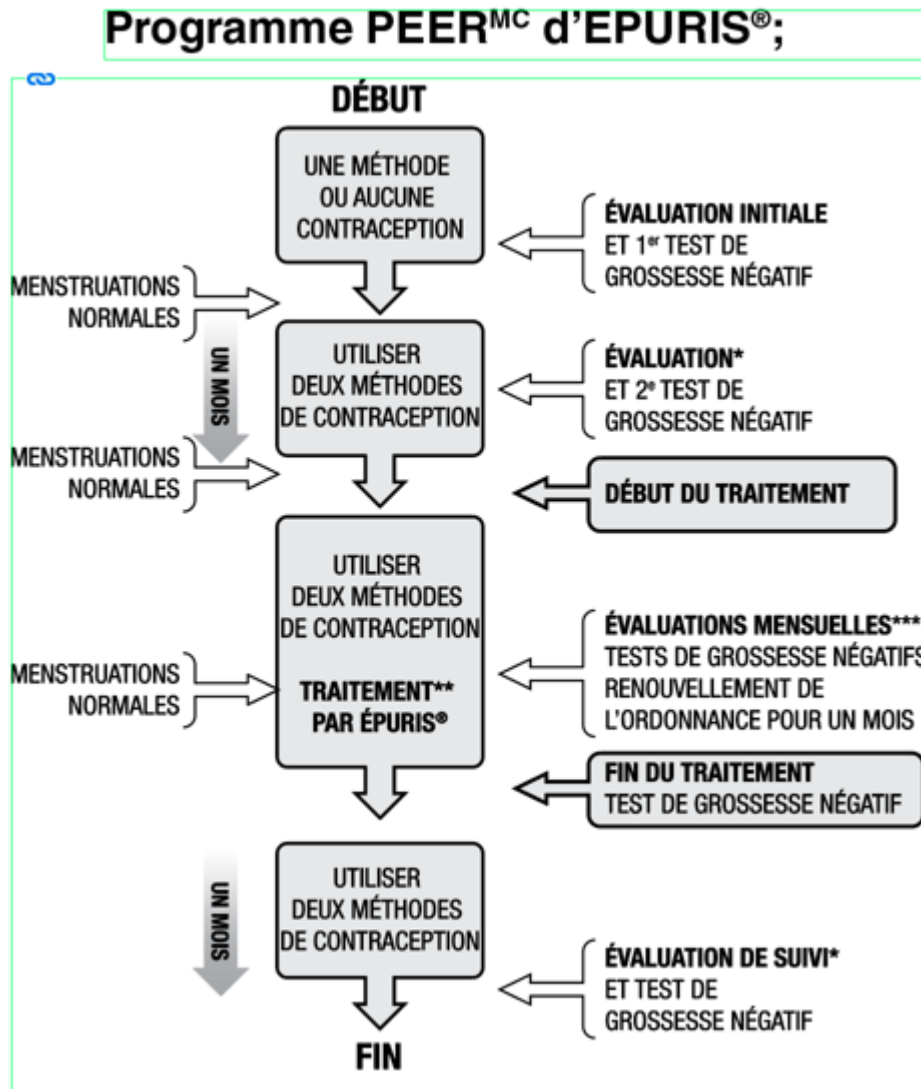 Programme PEERᴹᶜ d’EPURIS®;
DÉBUT
UNE MÉTHODE
OU AUCUNE
CONTRACEPTION
ÉVALUATION INITIALE
ET 1ᵉʳ TEST DE
GROSSESSE NÉGATIF
MENSTRUATIONS
NORMALES
UN MOIS
UTILISER
DEUX MÉTHODES
DE CONTRACEPTION
ÉVALUATION*
ET 2ᵉ TEST DE
GROSSESSE NÉGATIF
MENSTRUATIONS
NORMALES
DÉBUT DU TRAITEMENT
UTILISER
DEUX MÉTHODES
DE CONTRACEPTION
TRAITEMENT**
PAR ÉPURIS®
MENSTRUATIONS
NORMALES
ÉVALUATIONS MENSUELLES***
TESTS DE GROSSESSE NÉGATIFS
RENOUVELLEMENT DE
L’ORDONNANCE POUR UN MOIS
FIN DU TRAITEMENT
TEST DE GROSSESSE NÉGATIF
UN MOIS
UTILISER
DEUX MÉTHODES
DE CONTRACEPTION
ÉVALUATION DE SUIVI*
ET TEST DE
GROSSESSE NÉGATIF
FIN